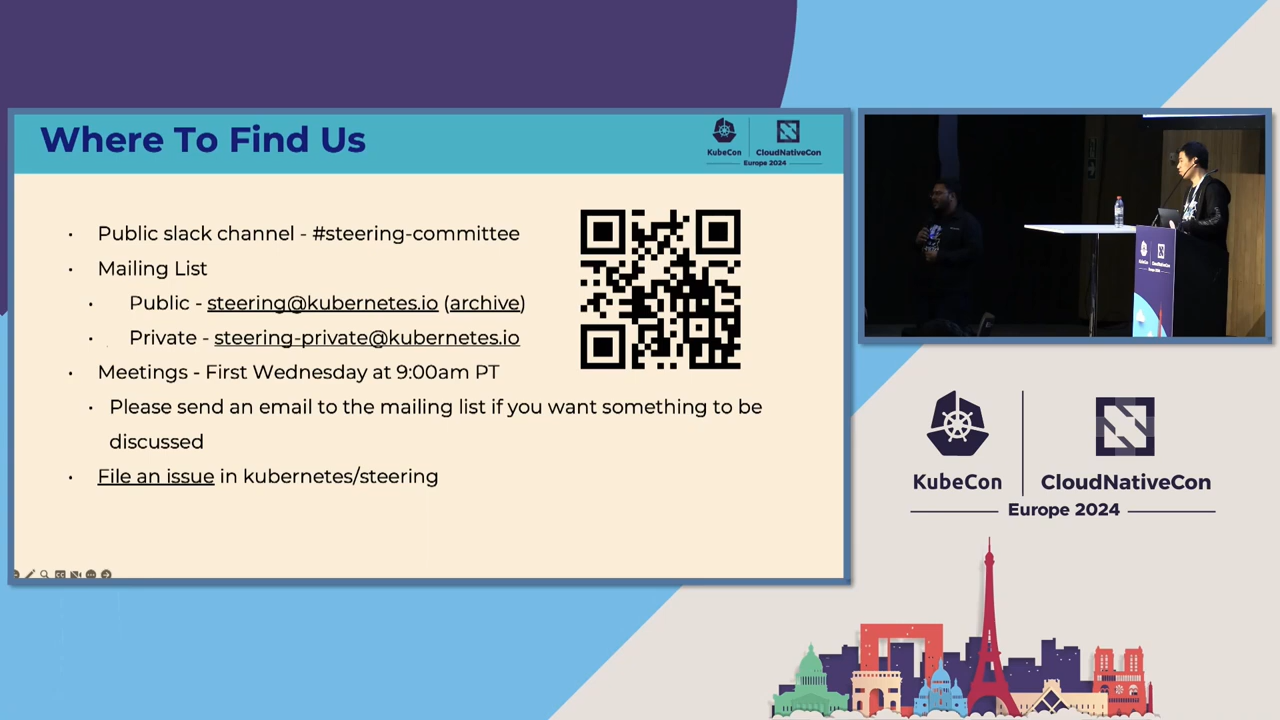 Where To Find Us
KubeCon
CloudNativeCon
Europe 2024
· Public slack channel - #steering-committee
· Mailing List
· Public - steering@kubernetes.io (archive)
· Private - steering-private@kubernetes.io
· Meetings - First Wednesday at 9:00am PT
· Please send an email to the mailing list if you want something to be
discussed
· File an issue in kubernetes/steering
KubeCon
CloudNativeCon
Europe 2024